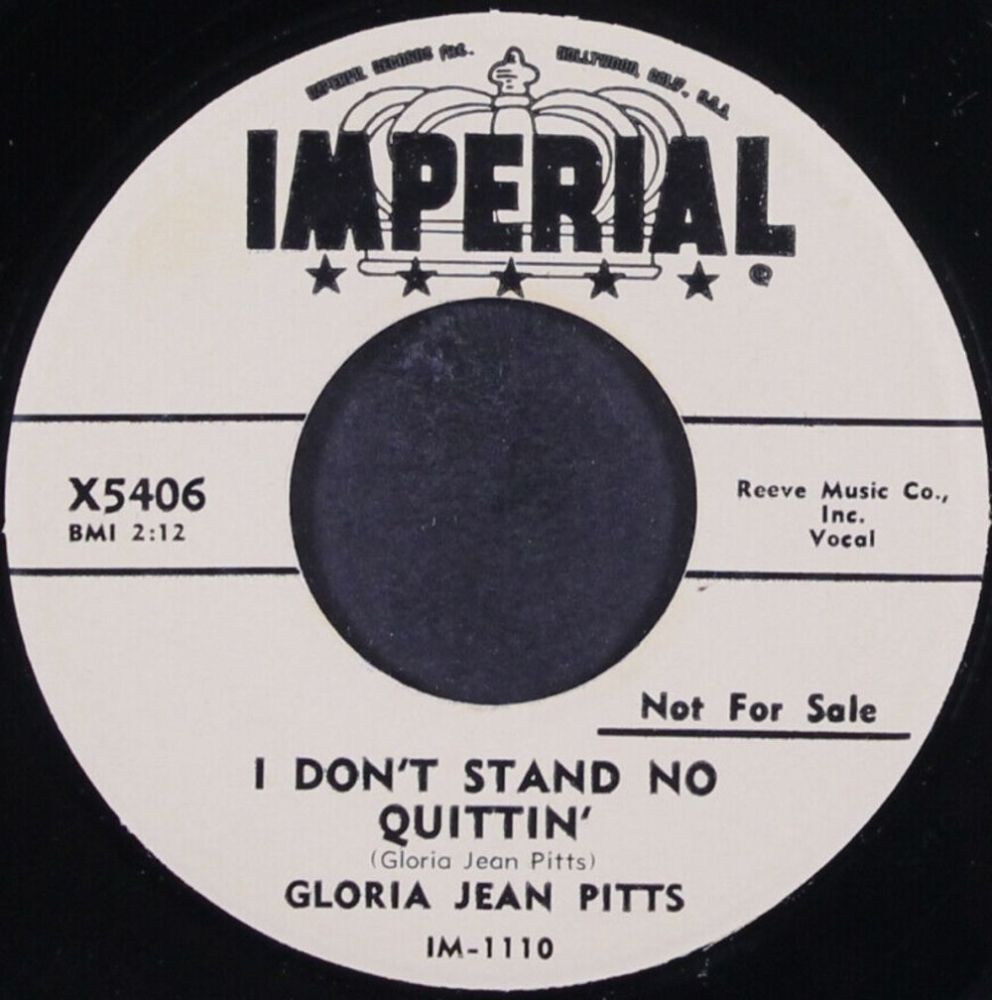 IMPERIAL RECORDS INC. HOLLYWOOD, CALIF., U.S.A.
IMPERIAL
X5406
BMI 2:12
Reeve Music Co.,
Inc.
Vocal
Not For Sale
I DON'T STAND NO
QUITTIN'
(Gloria Jean Pitts)
GLORIA JEAN PITTS
IM-1110